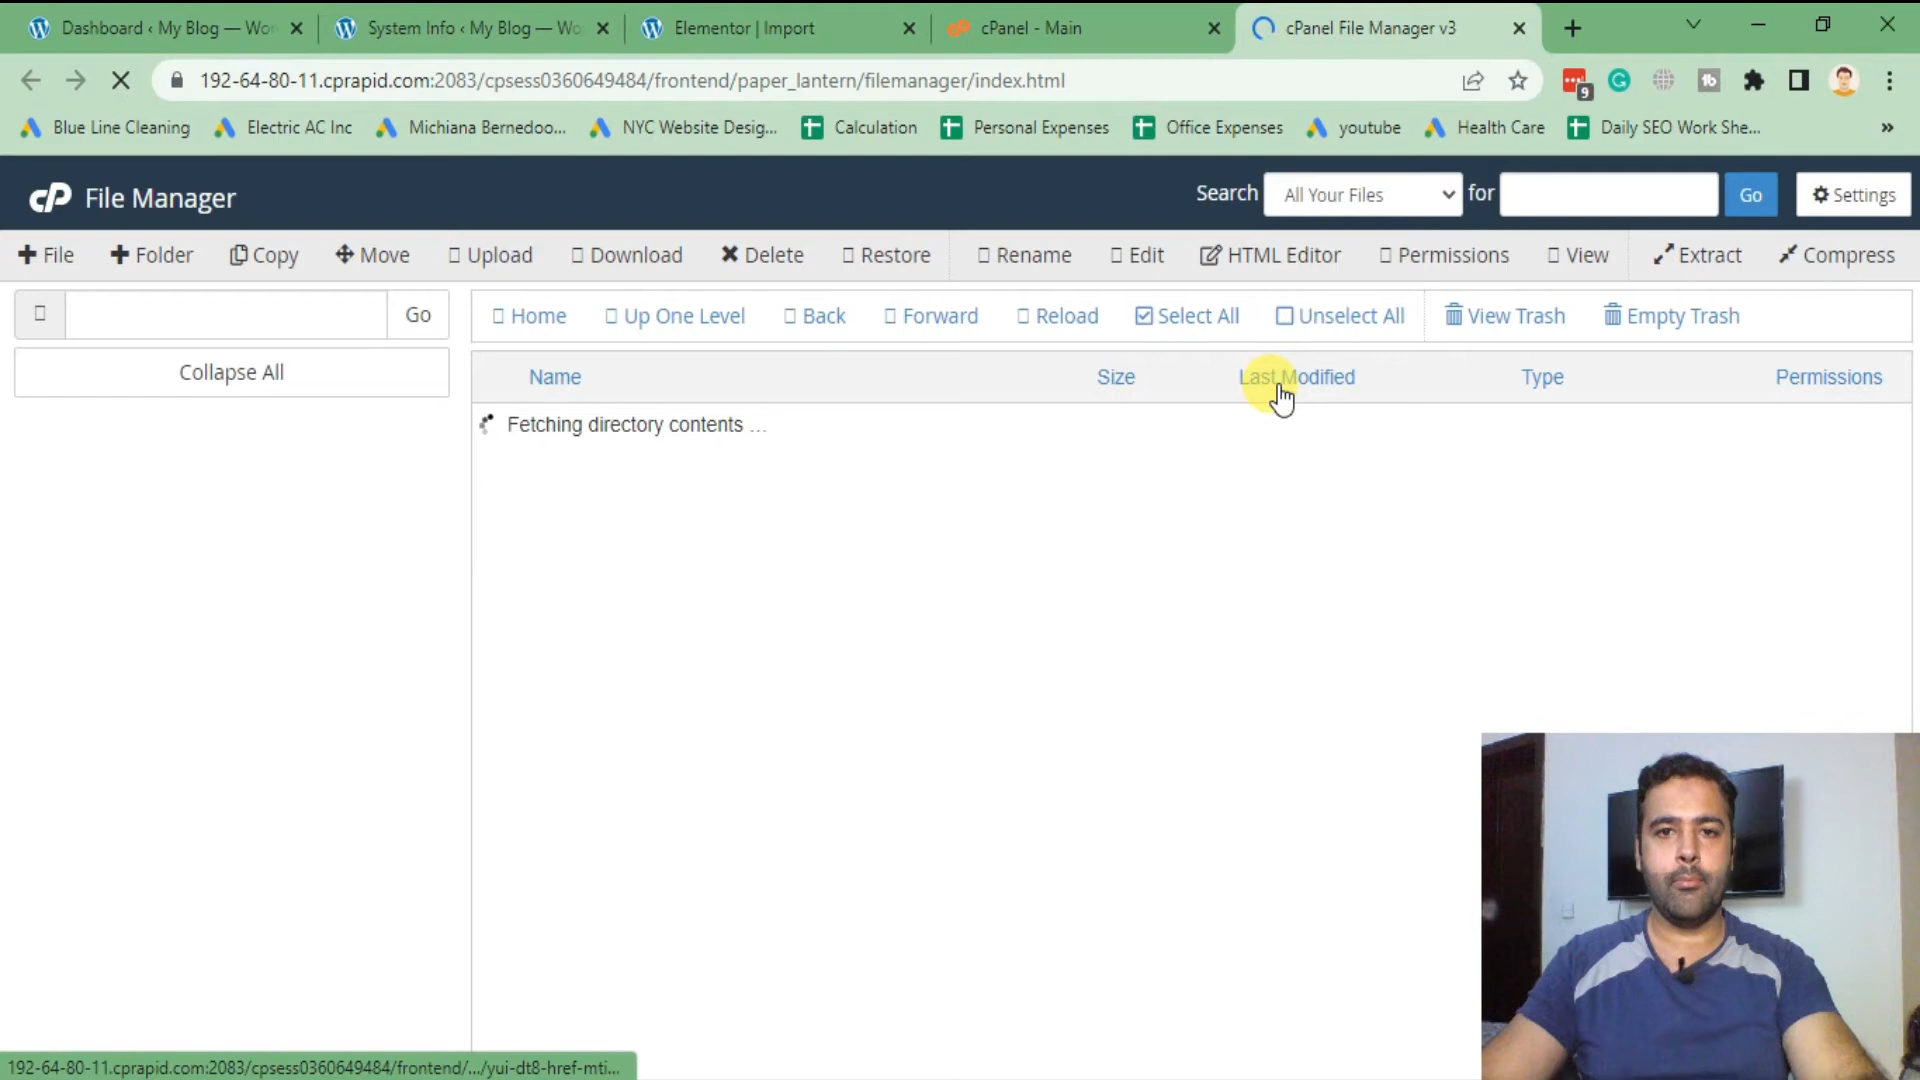 Dashboard ‹ My Blog — Wor
System Info ‹ My Blog — Wo
Elementor | Import
cPanel - Main
cPanel File Manager v3
192-64-80-11.cprapid.com:2083/cpsess0360649484/frontend/paper_lantern/filemanager/index.html
9
Blue Line Cleaning
Electric AC Inc
Michiana Bernedoo...
NYC Website Desig...
Calculation
Personal Expenses
Office Expenses
youtube
Health Care
Daily SEO Work She...
»
cP File Manager
Search
All Your Files
for
Go
Settings
File
Folder
Copy
Move
Upload
Download
Delete
Restore
Rename
Edit
HTML Editor
Permissions
View
Extract
Compress
Go
Home
Up One Level
Back
Forward
Reload
Select All
Unselect All
View Trash
Empty Trash
Collapse All
Name
Size
Last Modified
Type
Permissions
Fetching directory contents …
192-64-80-11.cprapid.com:2083/cpsess0360649484/frontend/.../yui-dt8-href-mti...